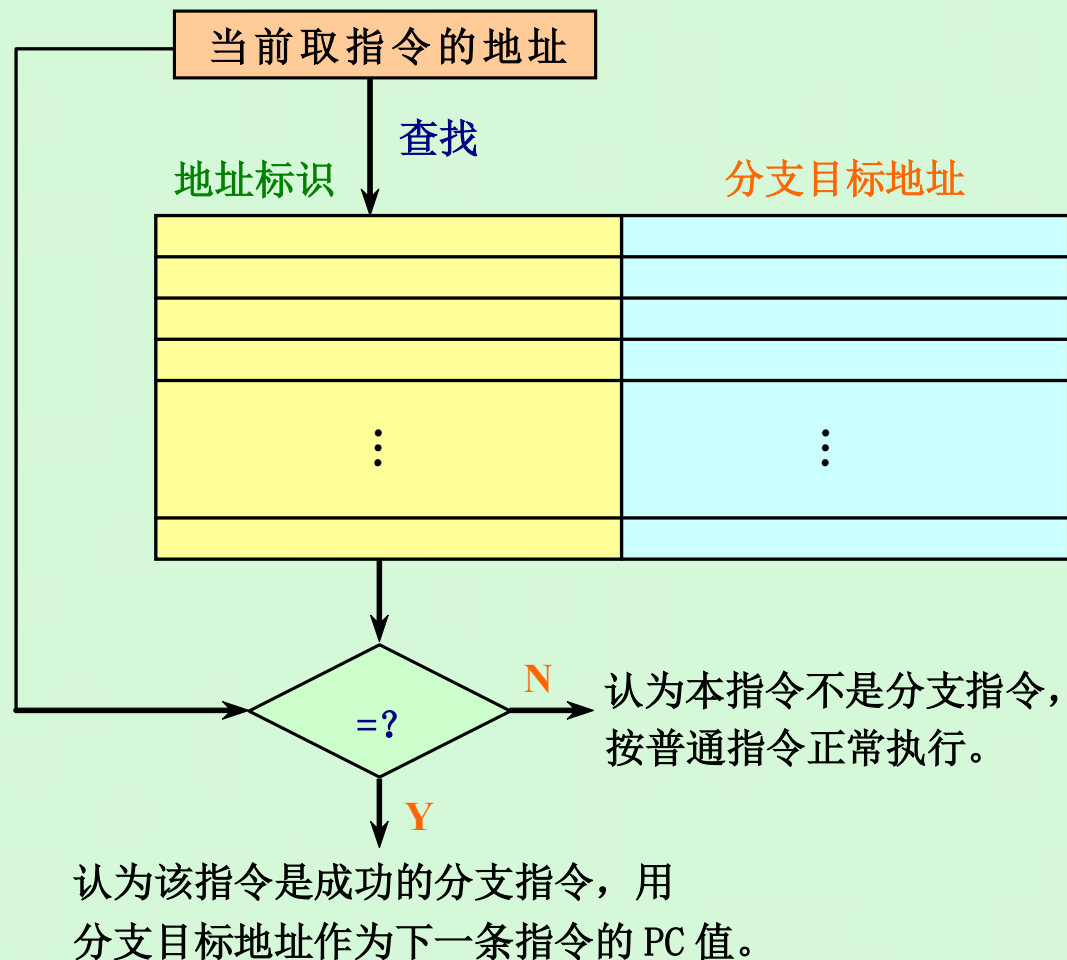 当前取指令的地址
查找
地址标识
分支目标地址
=?
N
认为本指令不是分支指令，
按普通指令正常执行。
Y
认为该指令是成功的分支指令，用
分支目标地址作为下一条指令的 PC 值。